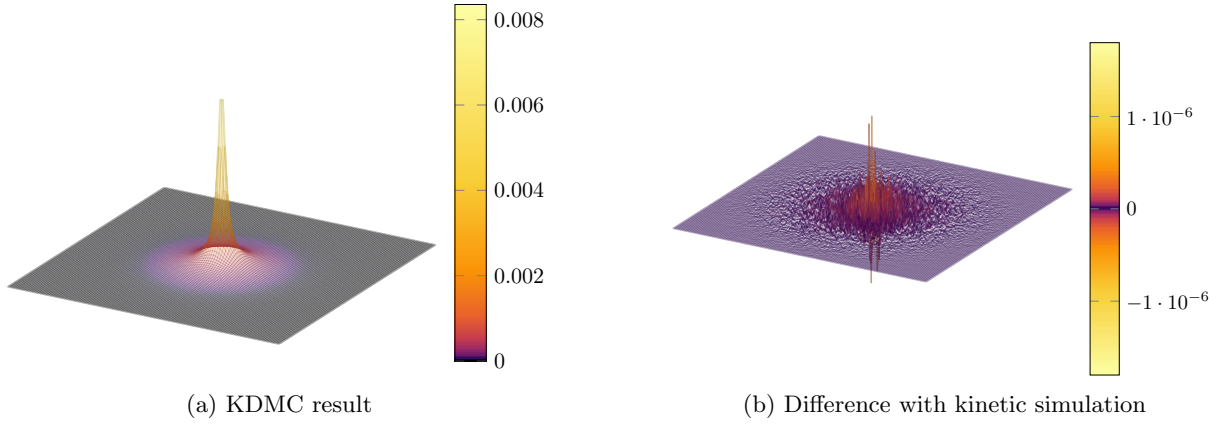 0.008
0.006
0.004
0.002
0
(a) KDMC result
1 · 10⁻⁶
0
−1 · 10⁻⁶
(b) Difference with kinetic simulation